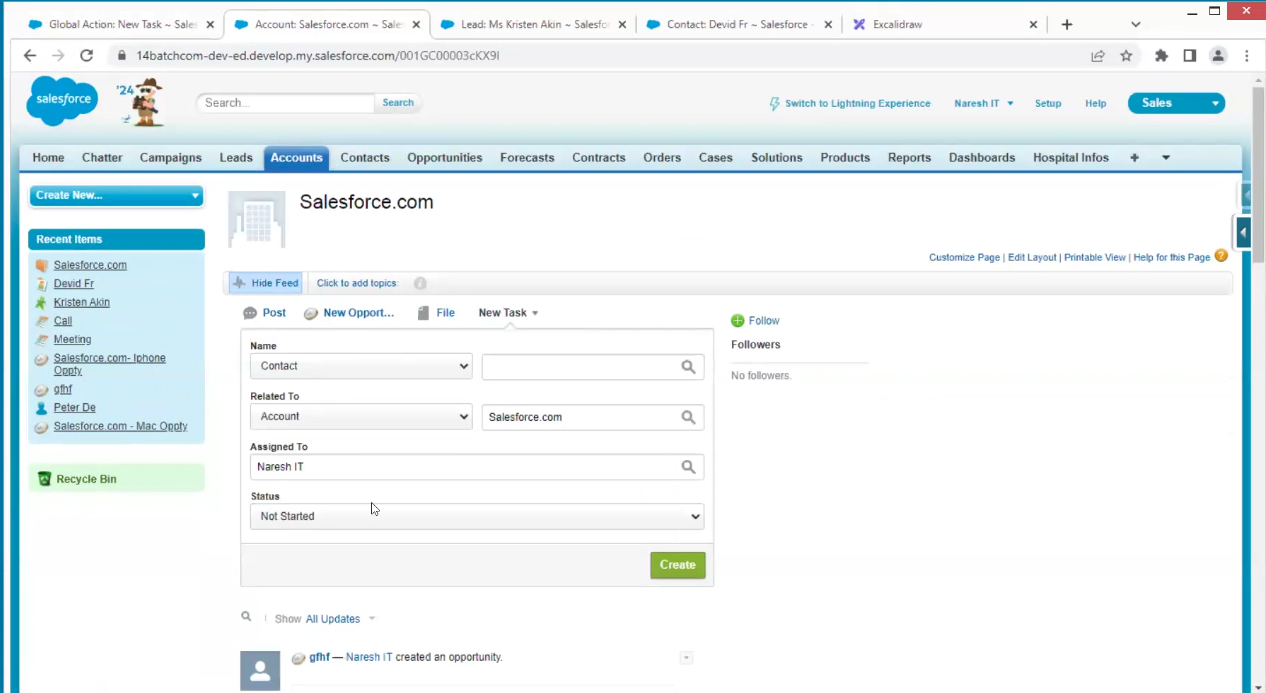 Global Action: New Task ~ Sales
Account: Salesforce.com ~ Sale
Lead: Ms Kristen Akin ~ Salesfor
Contact: Devid Fr ~ Salesforce
Excalidraw
14batchcom-dev-ed.develop.my.salesforce.com/001GC00003cKX9I
salesforce
'24
Search...
Search
Switch to Lightning Experience
Naresh IT
Setup
Help
Sales
Home
Chatter
Campaigns
Leads
Accounts
Contacts
Opportunities
Forecasts
Contracts
Orders
Cases
Solutions
Products
Reports
Dashboards
Hospital Infos
+
Create New...
Salesforce.com
Recent Items
Customize Page | Edit Layout | Printable View | Help for this Page ?
Salesforce.com
Devid Fr
Kristen Akin
Call
Meeting
Salesforce.com- Iphone
Oppty
gfhf
Peter De
Salesforce.com - Mac Oppty
Recycle Bin
Hide Feed
Click to add topics
i
Post
New Opport...
File
New Task
Follow
Followers
No followers.
Name
Contact
Related To
Account
Salesforce.com
Assigned To
Naresh IT
Status
Not Started
Create
Show All Updates
gfhf — Naresh IT created an opportunity.